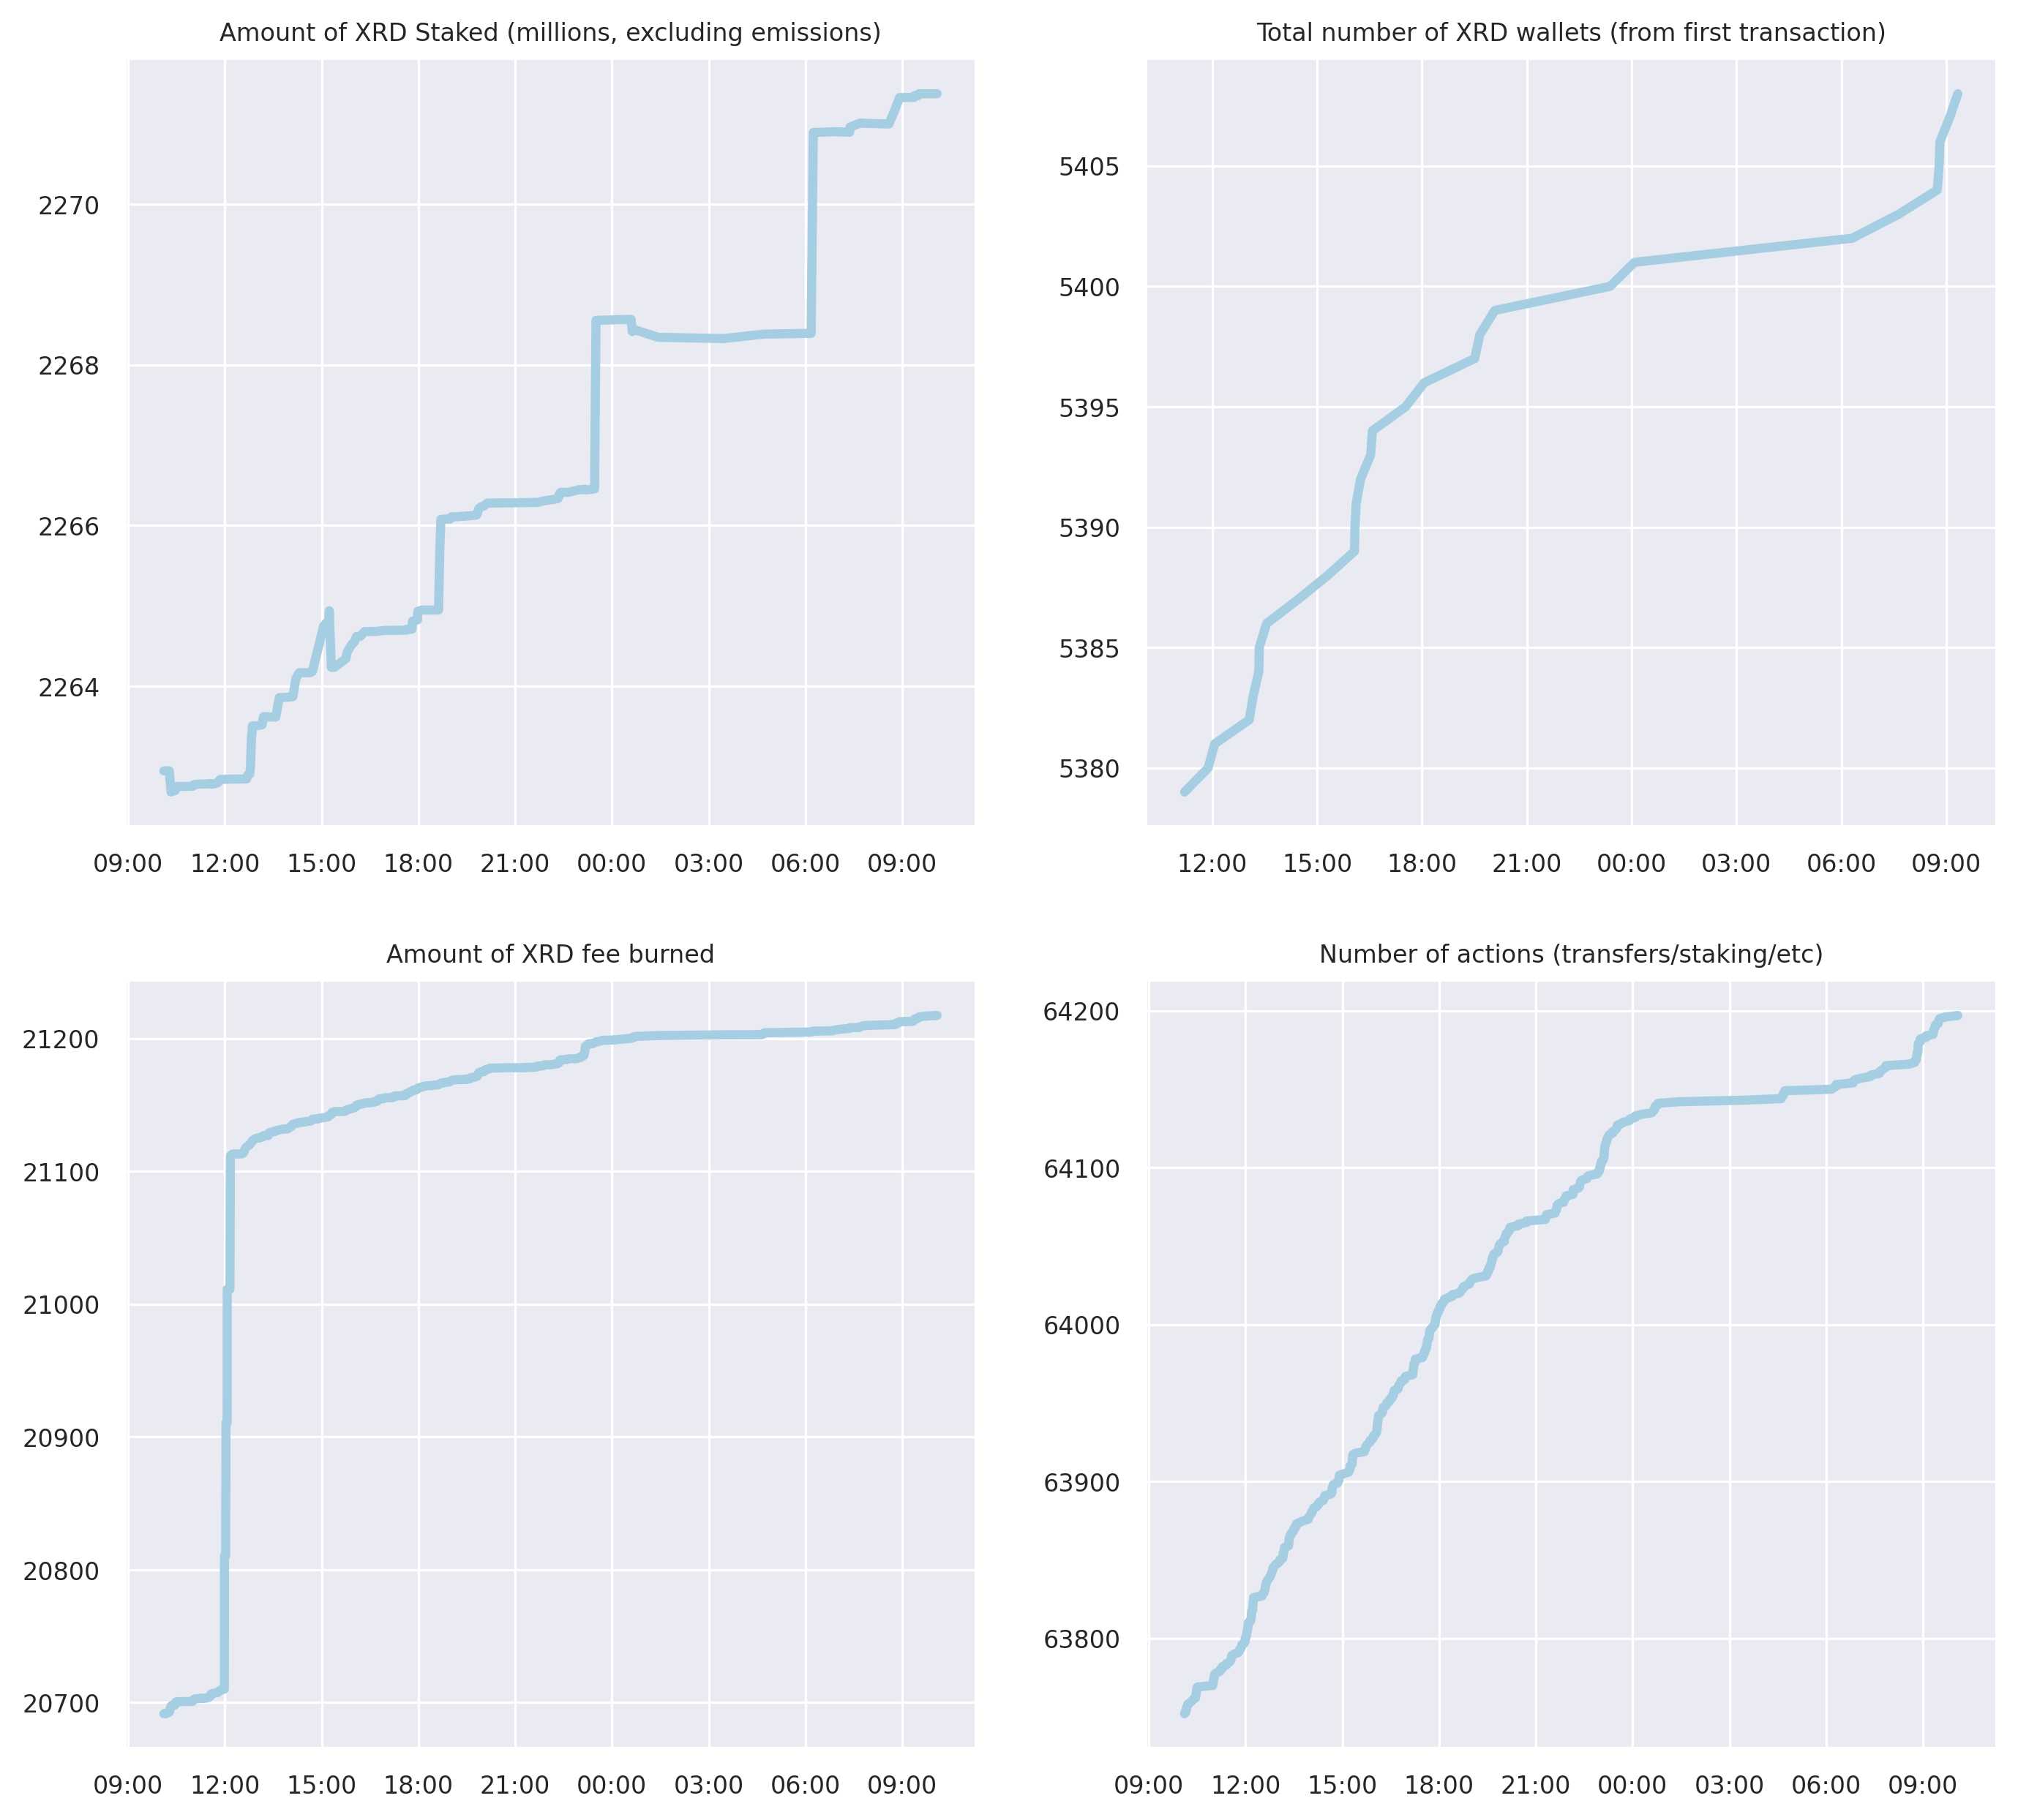 Amount of XRD Staked (millions, excluding emissions)
2270
2268
2266
2264
09:00 12:00 15:00 18:00 21:00 00:00 03:00 06:00 09:00
Total number of XRD wallets (from first transaction)
5405
5400
5395
5390
5385
5380
12:00 15:00 18:00 21:00 00:00 03:00 06:00 09:00
Amount of XRD fee burned
21200
21100
21000
20900
20800
20700
09:00 12:00 15:00 18:00 21:00 00:00 03:00 06:00 09:00
Number of actions (transfers/staking/etc)
64200
64100
64000
63900
63800
09:00 12:00 15:00 18:00 21:00 00:00 03:00 06:00 09:00